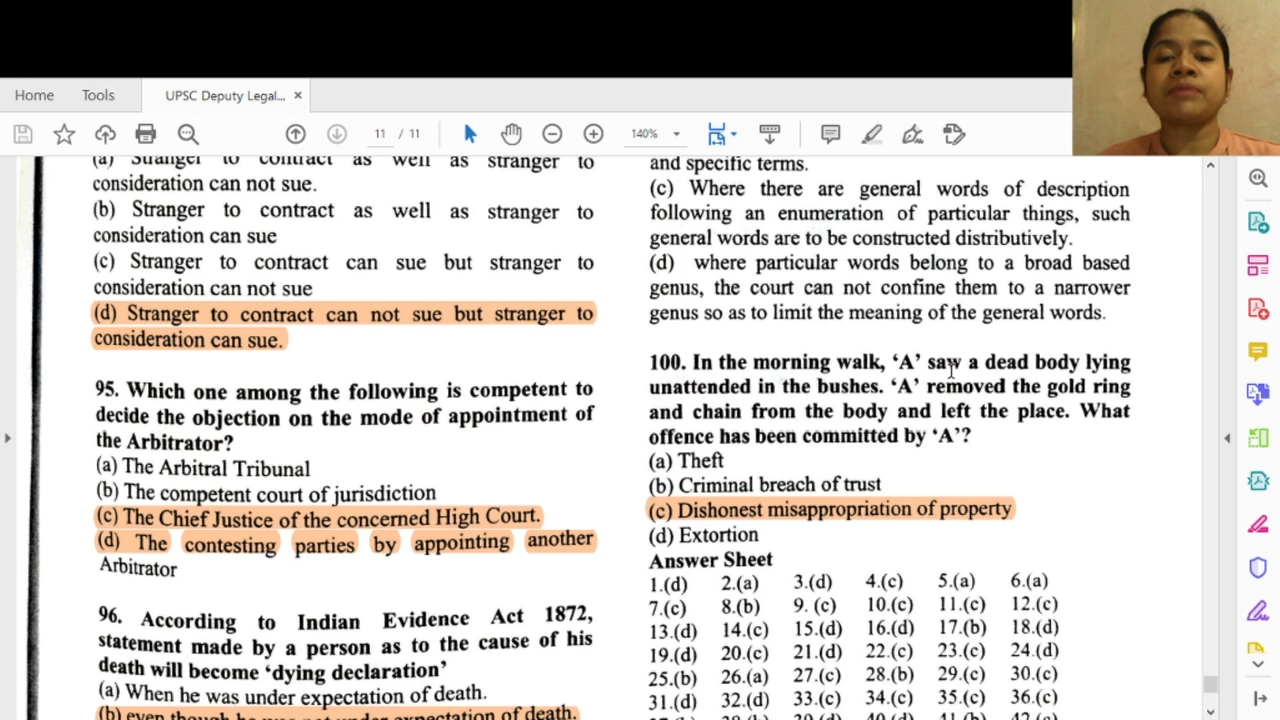 Home
Tools
UPSC Deputy Legal...
11 / 11
140%
(a) Stranger to contract as well as stranger to
consideration can not sue.
(b) Stranger to contract as well as stranger to
consideration can sue
(c) Stranger to contract can sue but stranger to
consideration can not sue
(d) Stranger to contract can not sue but stranger to
consideration can sue.
95. Which one among the following is competent to
decide the objection on the mode of appointment of
the Arbitrator?
(a) The Arbitral Tribunal
(b) The competent court of jurisdiction
(c) The Chief Justice of the concerned High Court.
(d) The contesting parties by appointing another
Arbitrator
96. According to Indian Evidence Act 1872,
statement made by a person as to the cause of his
death will become ‘dying declaration’
(a) When he was under expectation of death.
(b) even though he was not under expectation of death.
and specific terms.
(c) Where there are general words of description
following an enumeration of particular things, such
general words are to be constructed distributively.
(d) where particular words belong to a broad based
genus, the court can not confine them to a narrower
genus so as to limit the meaning of the general words.
100. In the morning walk, ‘A’ saw a dead body lying
unattended in the bushes. ‘A’ removed the gold ring
and chain from the body and left the place. What
offence has been committed by ‘A’?
(a) Theft
(b) Criminal breach of trust
(c) Dishonest misappropriation of property
(d) Extortion
Answer Sheet
1.(d) 2.(a) 3.(d) 4.(c) 5.(a) 6.(a)
7.(c) 8.(b) 9. (c) 10.(c) 11.(c) 12.(c)
13.(d) 14.(c) 15.(d) 16.(d) 17.(b) 18.(d)
19.(d) 20.(c) 21.(d) 22.(c) 23.(c) 24.(d)
25.(b) 26.(a) 27.(c) 28.(b) 29.(c) 30.(c)
31.(d) 32.(d) 33.(c) 34.(c) 35.(c) 36.(c)